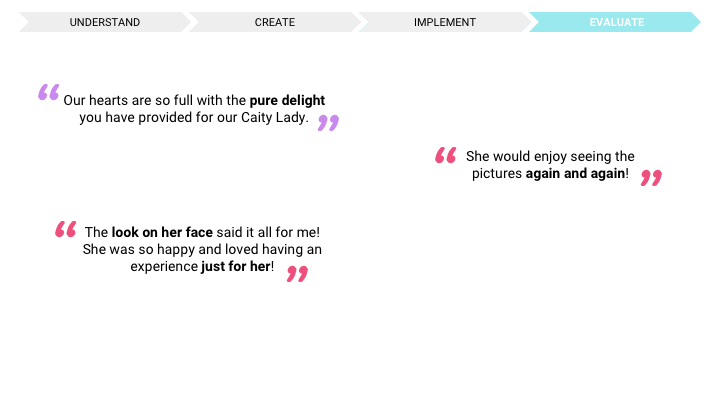 UNDERSTAND
CREATE
IMPLEMENT
EVALUATE
“ Our hearts are so full with the pure delight
you have provided for our Caity Lady. ”
“ She would enjoy seeing the
pictures again and again! ”
“ The look on her face said it all for me!
She was so happy and loved having an
experience just for her! ”